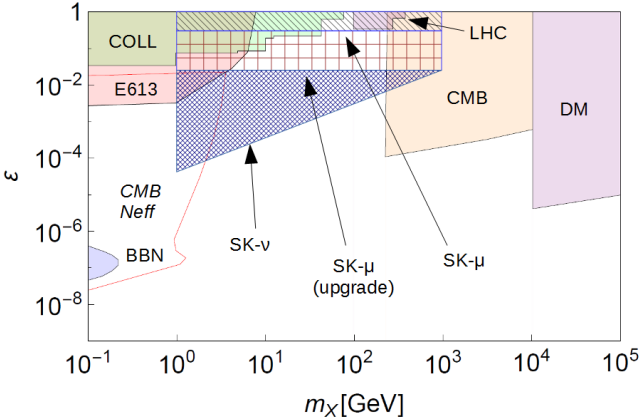 1
10⁻²
10⁻⁴
10⁻⁶
10⁻⁸
ε
COLL
E613
LHC
CMB
DM
CMB
Neff
BBN
SK-ν
SK-μ
(upgrade)
SK-μ
10⁻¹
10⁰
10¹
10²
10³
10⁴
10⁵
mX[GeV]